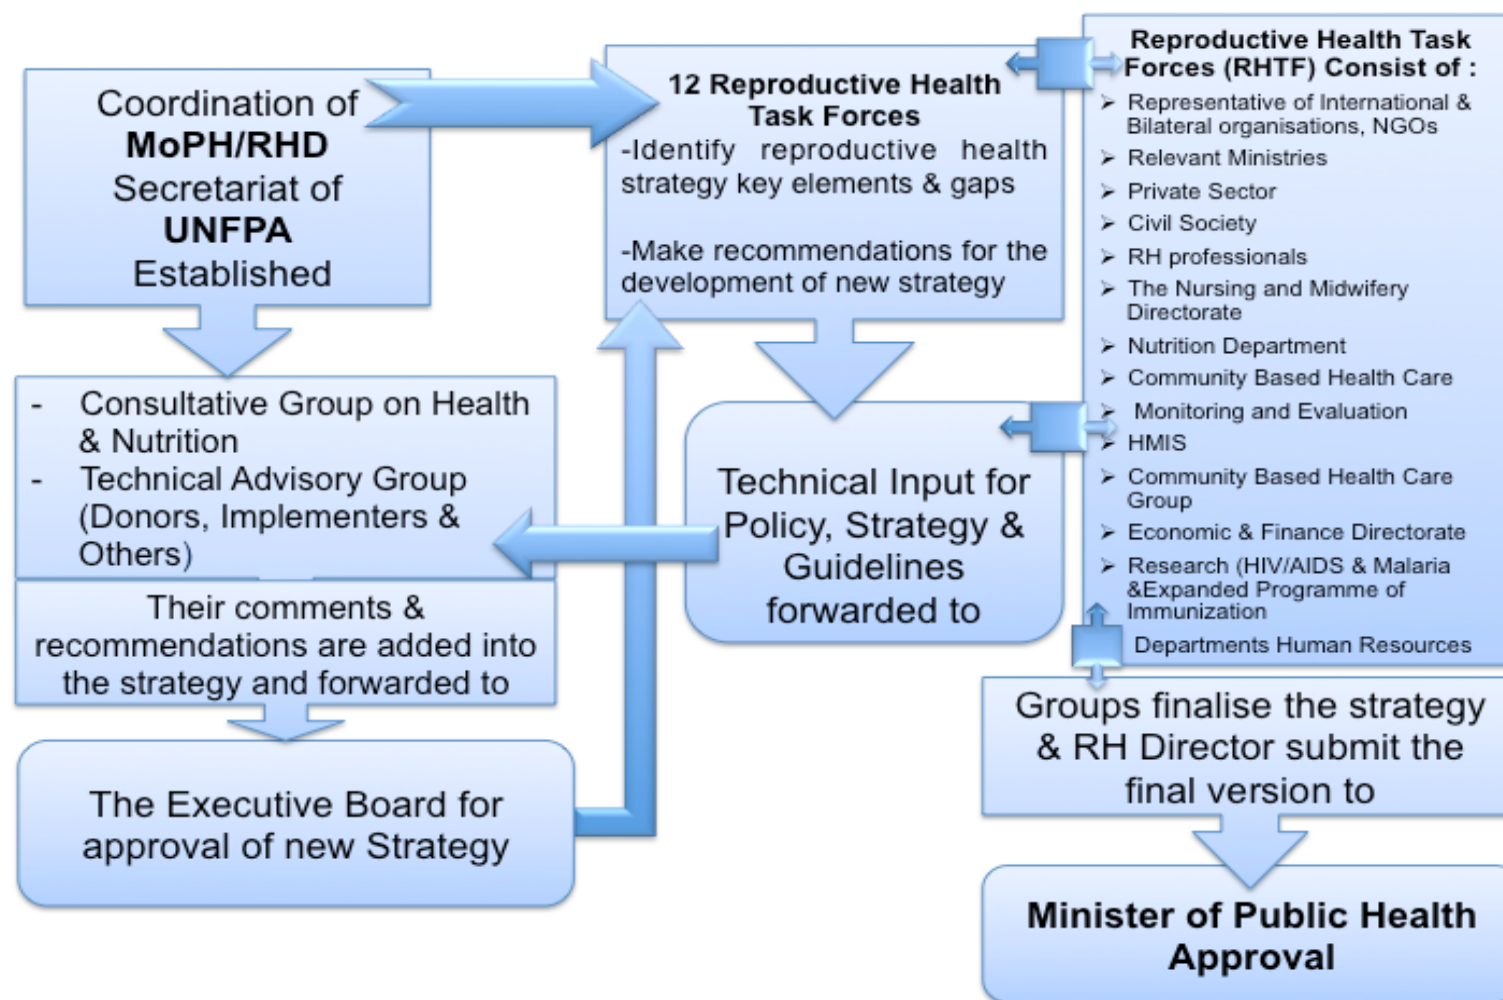 Coordination of
MoPH/RHD
Secretariat of
UNFPA
Established
12 Reproductive Health
Task Forces
-Identify reproductive health
strategy key elements & gaps
-Make recommendations for the
development of new strategy
Reproductive Health Task
Forces (RHTF) Consist of :
➢ Representative of International &
Bilateral organisations, NGOs
➢ Relevant Ministries
➢ Private Sector
➢ Civil Society
➢ RH professionals
➢ The Nursing and Midwifery
Directorate
➢ Nutrition Department
➢ Community Based Health Care
➢ Monitoring and Evaluation
➢ HMIS
➢ Community Based Health Care
Group
➢ Economic & Finance Directorate
➢ Research (HIV/AIDS & Malaria
&Expanded Programme of
Immunization
Departments Human Resources
- Consultative Group on Health
& Nutrition
- Technical Advisory Group
(Donors, Implementers &
Others)
Their comments &
recommendations are added into
the strategy and forwarded to
Technical Input for
Policy, Strategy &
Guidelines
forwarded to
The Executive Board for
approval of new Strategy
Groups finalise the strategy
& RH Director submit the
final version to
Minister of Public Health
Approval